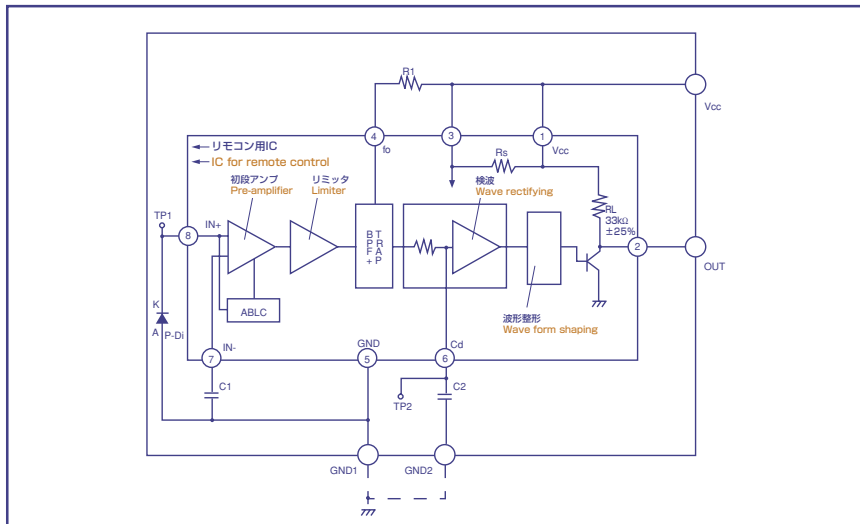 R1
Vcc
4
3
1
fo
Rs
Vcc
リモコン用IC
IC for remote control
初段アンプ
Pre-amplifier
リミッタ
Limiter
検波
Wave rectifying
RL
33kΩ
±25%
TP1
8
IN+
BPF+
TRAP
2
OUT
ABLC
K
A
P-Di
波形整形
Wave form shaping
7
IN-
GND
5
6
Cd
C1
TP2
C2
GND1
GND2